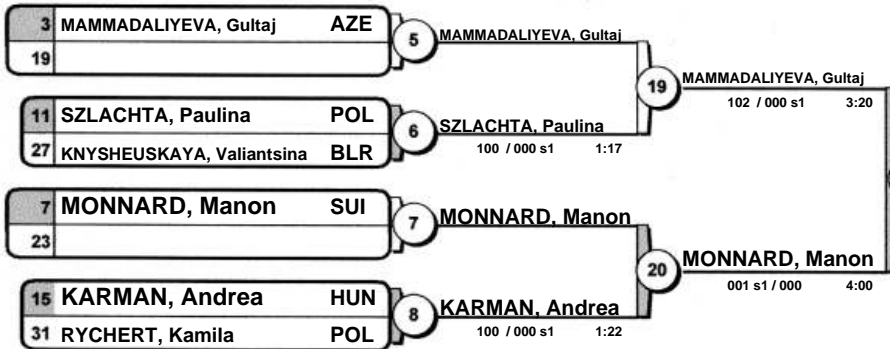 3 MAMMADALIYEVA, Gultaj AZE
19
5
MAMMADALIYEVA, Gultaj
11 SZLACHTA, Paulina POL
27 KNYSHEUSKAYA, Valiantsina BLR
6
SZLACHTA, Paulina
100 / 000 s1 1:17
19
MAMMADALIYEVA, Gultaj
102 / 000 s1 3:20
7 MONNARD, Manon SUI
23
7
MONNARD, Manon
15 KARMAN, Andrea HUN
31 RYCHERT, Kamila POL
8
KARMAN, Andrea
100 / 000 s1 1:22
20
MONNARD, Manon
001 s1 / 000 4:00